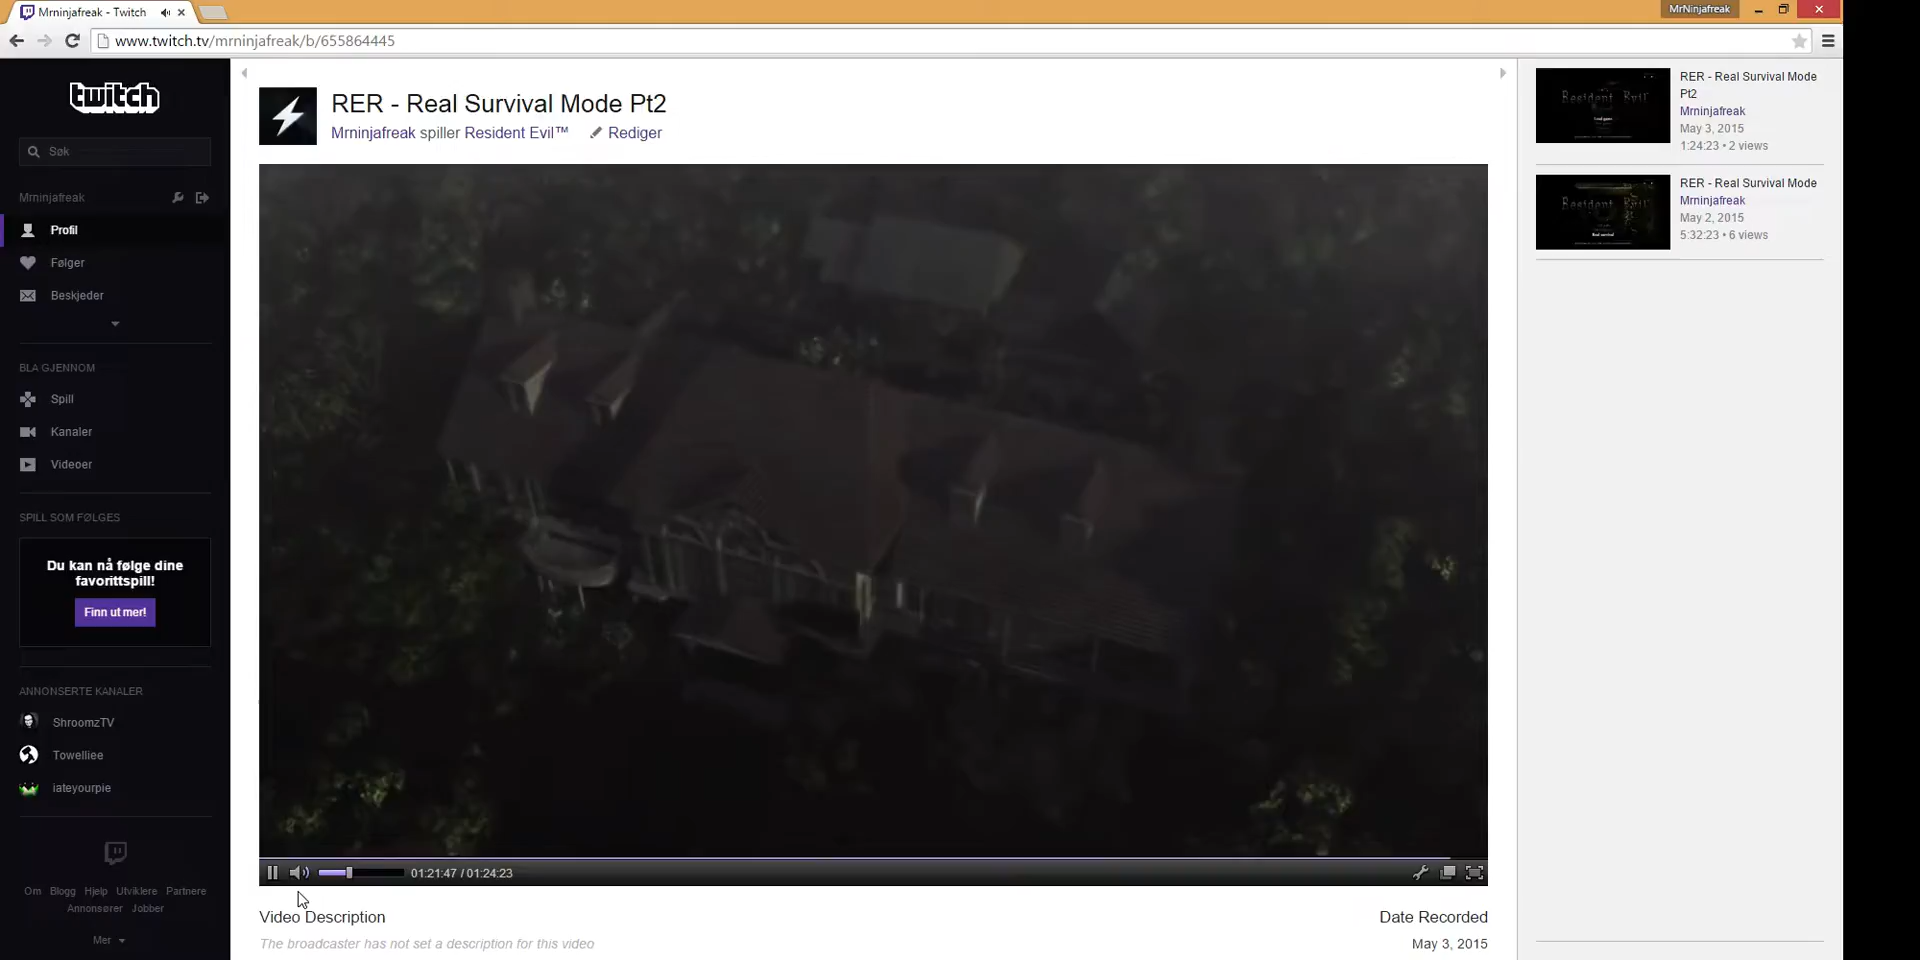 Mrninjafreak - Twitch
MrNinjafreak
www.twitch.tv/mrninjafreak/b/655864445
twitch
Søk
Mrninjafreak
Profil
Følger
Beskjeder
BLA GJENNOM
Spill
Kanaler
Videoer
SPILL SOM FØLGES
Du kan nå følge dine
favorittspill!
Finn ut mer!
ANNONSERTE KANALER
ShroomzTV
Towelliee
iateyourpie
Om Blogg Hjelp Utviklere Partnere
Annonsører Jobber
Mer
RER - Real Survival Mode Pt2
Mrninjafreak spiller Resident Evil™ Rediger
01:21:47 / 01:24:23
Video Description
The broadcaster has not set a description for this video
Date Recorded
May 3, 2015
Resident Evil
RER - Real Survival Mode
Pt2
Mrninjafreak
May 3, 2015
1:24:23 • 2 views
Resident Evil
RER - Real Survival Mode
Mrninjafreak
May 2, 2015
5:32:23 • 6 views